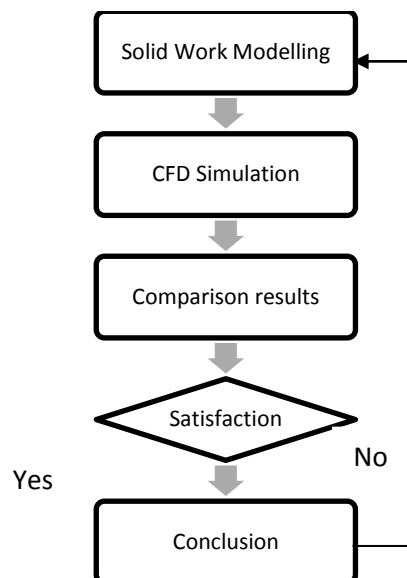 Solid Work Modelling
CFD Simulation
Comparison results
Satisfaction
No
Yes
Conclusion